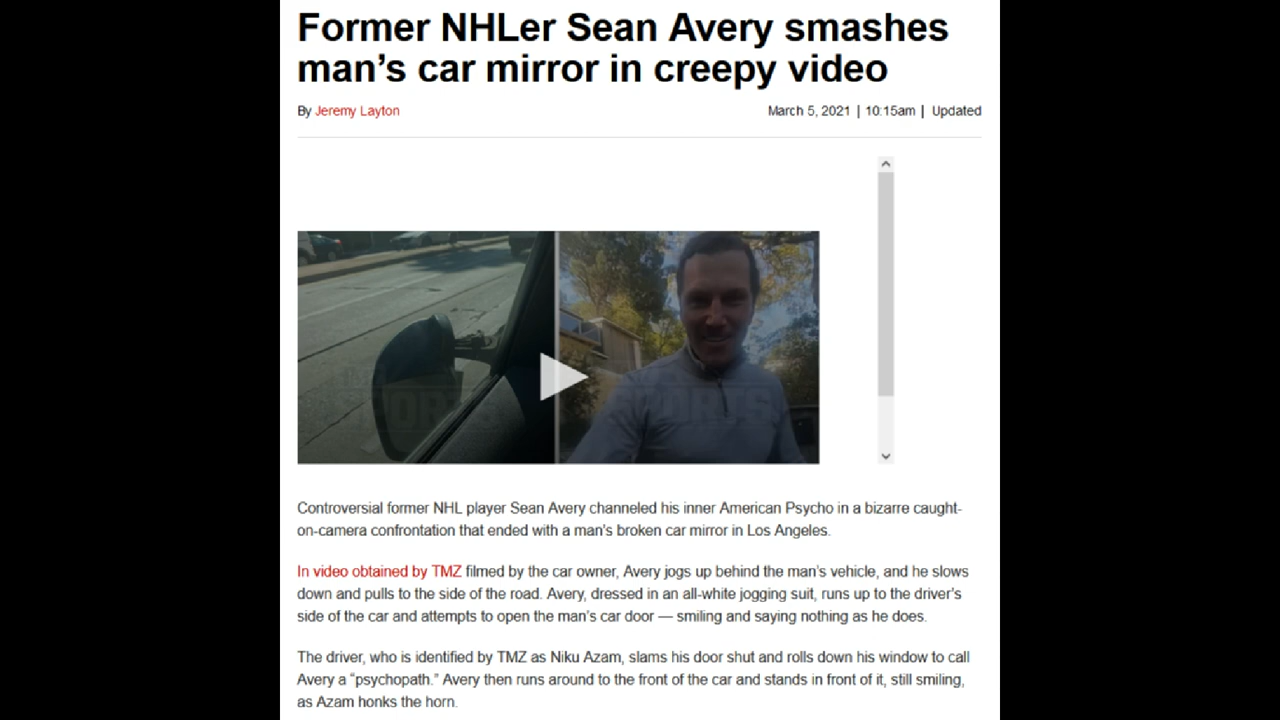 Former NHLer Sean Avery smashes
man’s car mirror in creepy video
By Jeremy Layton
March 5, 2021 | 10:15am | Updated
SPORTS
SPORTS
Controversial former NHL player Sean Avery channeled his inner American Psycho in a bizarre caught-
on-camera confrontation that ended with a man’s broken car mirror in Los Angeles.
In video obtained by TMZ filmed by the car owner, Avery jogs up behind the man’s vehicle, and he slows
down and pulls to the side of the road. Avery, dressed in an all-white jogging suit, runs up to the driver’s
side of the car and attempts to open the man’s car door — smiling and saying nothing as he does.
The driver, who is identified by TMZ as Niku Azam, slams his door shut and rolls down his window to call
Avery a “psychopath.” Avery then runs around to the front of the car and stands in front of it, still smiling,
as Azam honks the horn.